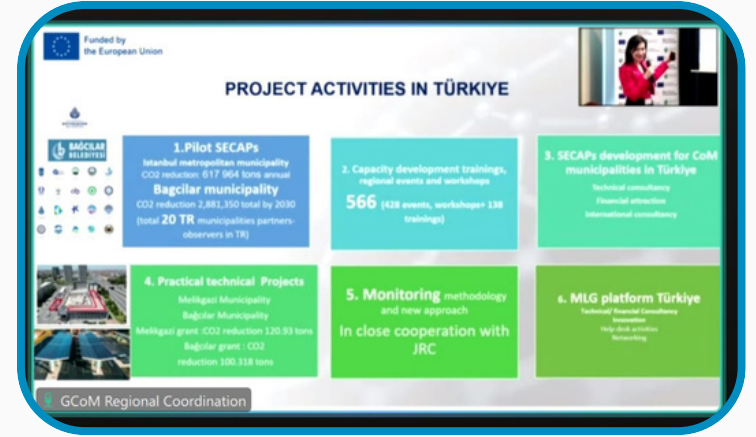 Funded by
the European Union
PROJECT ACTIVITIES IN TÜRKİYE
BAĞCILAR
BELEDİYESİ
1.Pilot SECAPs
Istanbul metropolitan municipality
CO2 reduction: 617 964 tons annual
Bagcilar municipality
CO2 reduction 2,881,350 total by 2030
(total 20 TR municipalities partners-
observers in TR)
2. Capacity development trainings,
regional events and workshops
566 (428 events, workshops+ 138
trainings)
3. SECAPs development for CoM
municipalities in Türkiye
Technical consultancy
Financial attraction
International consultancy
4. Practical technical Projects
Melikgazi Municipality
Bağcılar Municipality
Melikgazi grant :CO2 reduction 120.93 tons
Bağcılar grant : CO2
reduction 100.318 tons
5. Monitoring methodology
and new approach
In close cooperation with
JRC
6. MLG platform Türkiye
Technical/ financial Consultancy
Innovation
Help desk activities
Networking
GCoM Regional Coordination